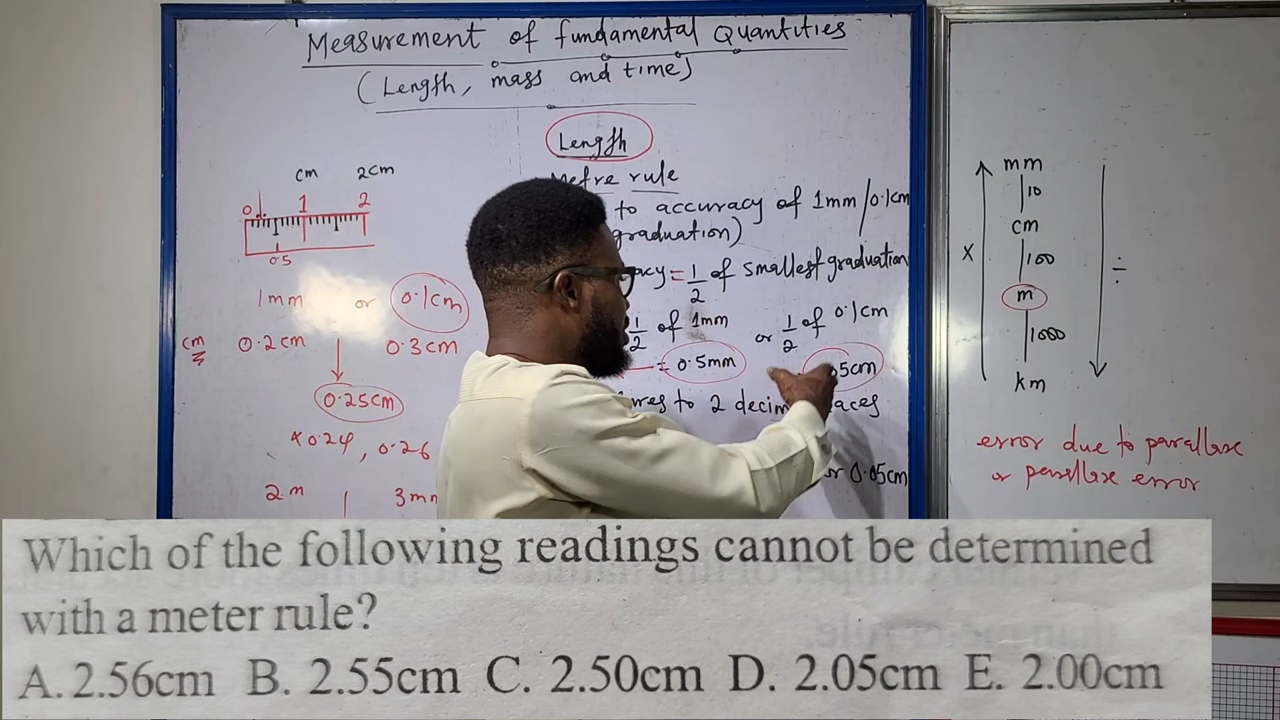 Measurement of fundamental Quantities
(Length, mass and time)
cm 2cm
0 1 2
0.5
1mm or 0.1cm
cm 0.2cm 0.3cm
0.25cm
x 0.24, 0.26
2m 3mm
Length
rule
to accuracy of 1mm/0.1cm
graduation)
= 1/2 of smallest graduation
1/2 of 1mm or 1/2 of 0.1cm
= 0.5mm 5cm
to 2
or 0.05cm
mm
10
cm
x 100 ÷
m
1000
km
error due to parallax
or parallax error
Which of the following readings cannot be determined
with a meter rule?
A. 2.56cm B. 2.55cm C. 2.50cm D. 2.05cm E. 2.00cm